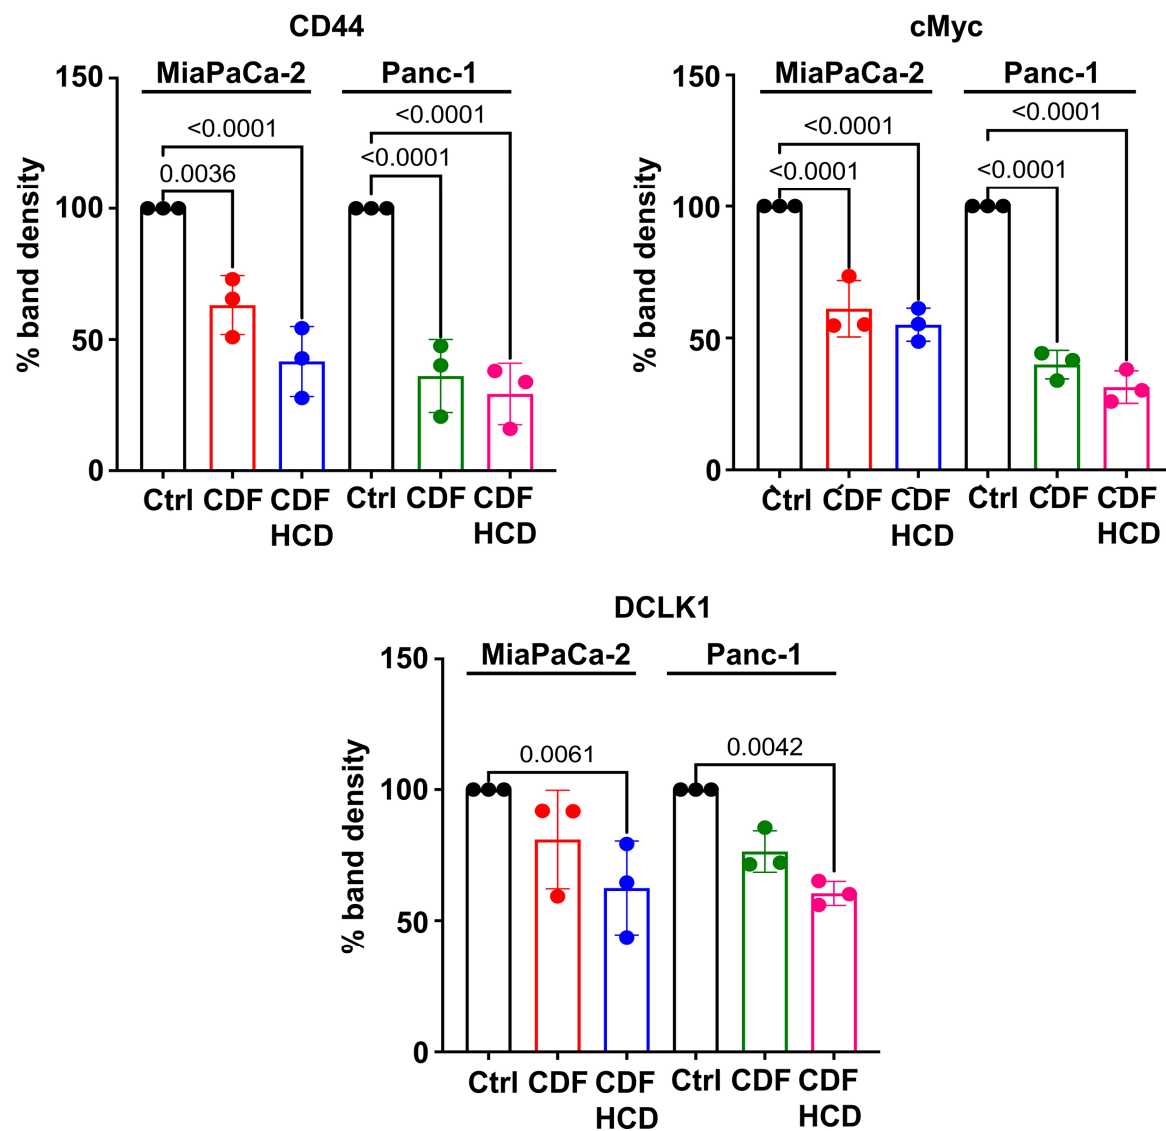 CD44
MiaPaCa-2 Panc-1
150
100
50
0
% band density
<0.0001
0.0036
<0.0001
<0.0001
Ctrl CDF CDF Ctrl CDF CDF
HCD HCD
cMyc
MiaPaCa-2 Panc-1
150
100
50
0
% band density
<0.0001
<0.0001
<0.0001
<0.0001
Ctrl CDF CDF Ctrl CDF CDF
HCD HCD
DCLK1
MiaPaCa-2 Panc-1
150
100
50
0
% band density
0.0061
0.0042
Ctrl CDF CDF Ctrl CDF CDF
HCD HCD